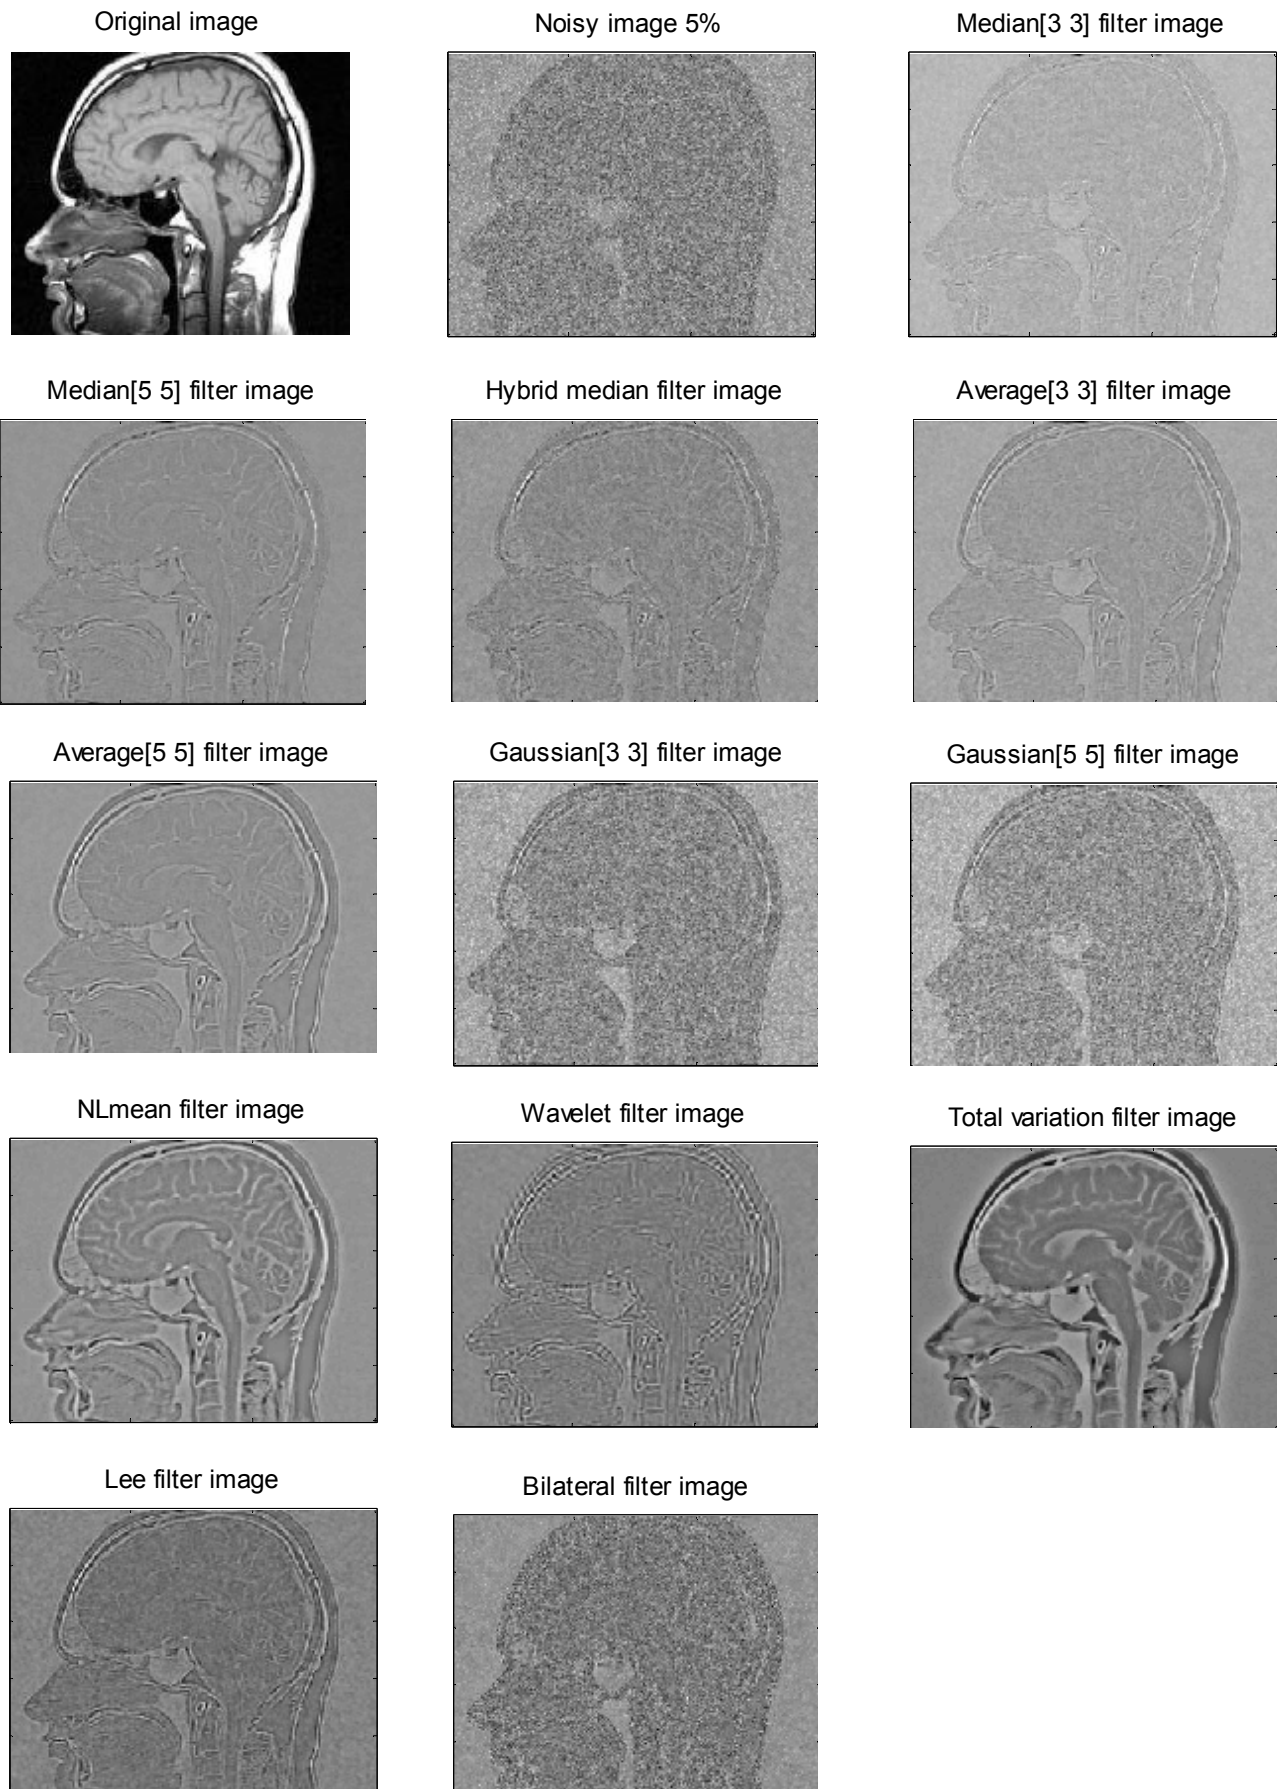 Original image
Noisy image 5%
Median[3 3] filter image
Median[5 5] filter image
Hybrid median filter image
Average[3 3] filter image
Average[5 5] filter image
Gaussian[3 3] filter image
Gaussian[5 5] filter image
NLmean filter image
Wavelet filter image
Total variation filter image
Lee filter image
Bilateral filter image